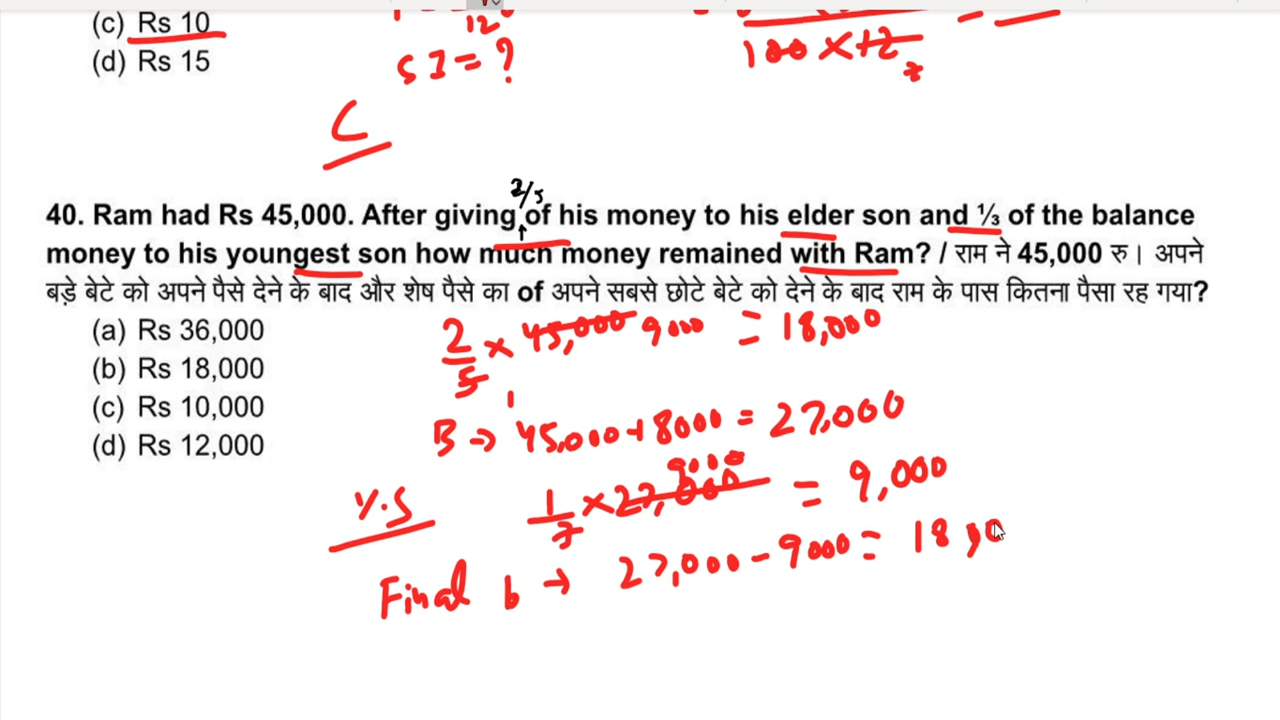 (c) Rs 10
12
(d) Rs 15
SI = ?
100 × 12
C
2/5
40. Ram had Rs 45,000. After giving of his money to his elder son and ⅓ of the balance
money to his youngest son how much money remained with Ram? / राम ने 45,000 रु। अपने
बड़े बेटे को अपने पैसे देने के बाद और शेष पैसे का of अपने सबसे छोटे बेटे को देने के बाद राम के पास कितना पैसा रह गया?
(a) Rs 36,000
2/5 × 45,000 9000 = 18,000
(b) Rs 18,000
1
(c) Rs 10,000
B → 45,000-18000 = 27,000
(d) Rs 12,000
9000
Y.S
1/3 × 27,000 = 9,000
Final b → 27,000 - 9000 = 18,0